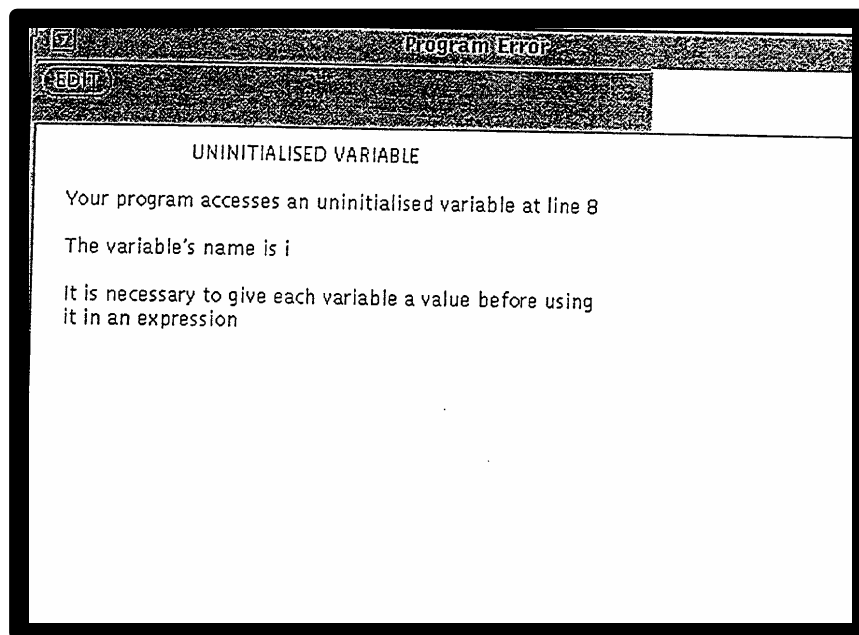 Program Error
EDIT
UNINITIALISED VARIABLE
Your program accesses an uninitialised variable at line 8
The variable's name is i
It is necessary to give each variable a value before using
it in an expression